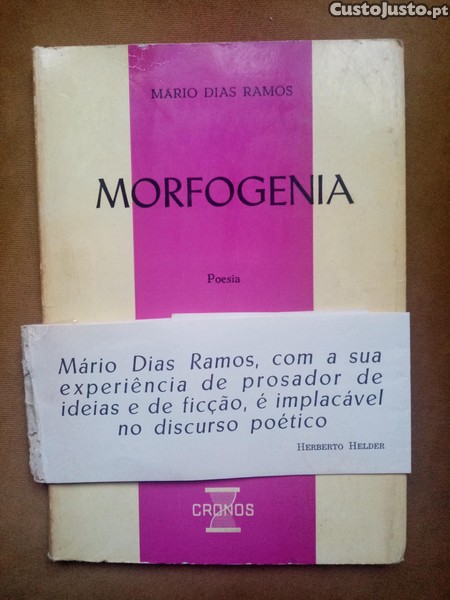 CustoJusto.pt
MÁRIO DIAS RAMOS
MORFOGENIA
Poesia
Mário Dias Ramos, com a sua
experiência de prosador de
ideias e de ficção, é implacável
no discurso poético
HERBERTO HELDER
CRONOS